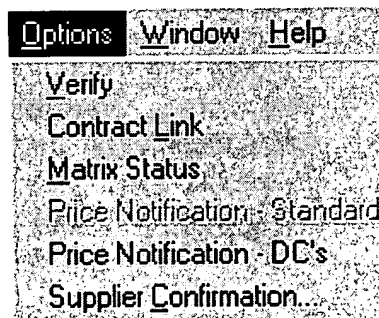 Options Window Help
Verify
Contract Link
Matrix Status
Price Notification - Standard
Price Notification - DC's
Supplier Confirmation...